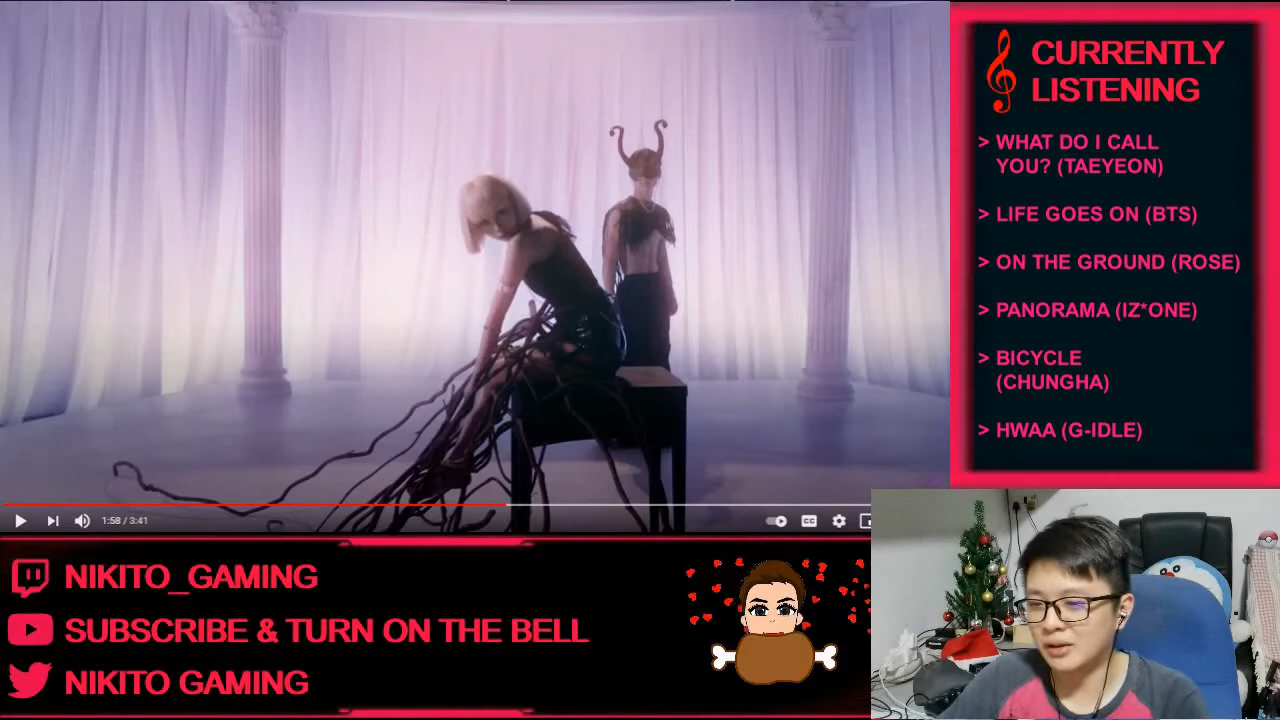 CURRENTLY
LISTENING
> WHAT DO I CALL
YOU? (TAEYEON)
> LIFE GOES ON (BTS)
> ON THE GROUND (ROSE)
> PANORAMA (IZ*ONE)
> BICYCLE
(CHUNGHA)
> HWAA (G-IDLE)
1:58 / 3:41
CC
NIKITO_GAMING
SUBSCRIBE & TURN ON THE BELL
NIKITO GAMING